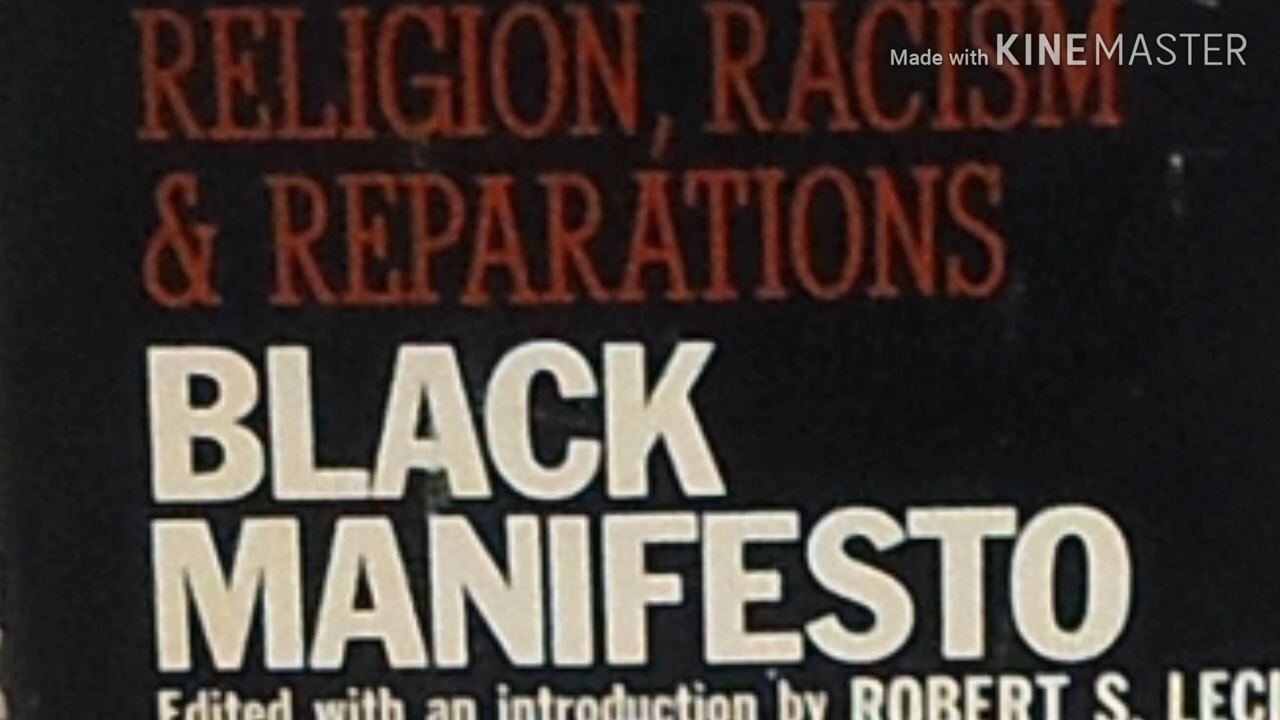 Made with KINEMASTER
RELIGION, RACISM
& REPARATIONS
BLACK
MANIFESTO
Edited with an introduction by ROBERT S.